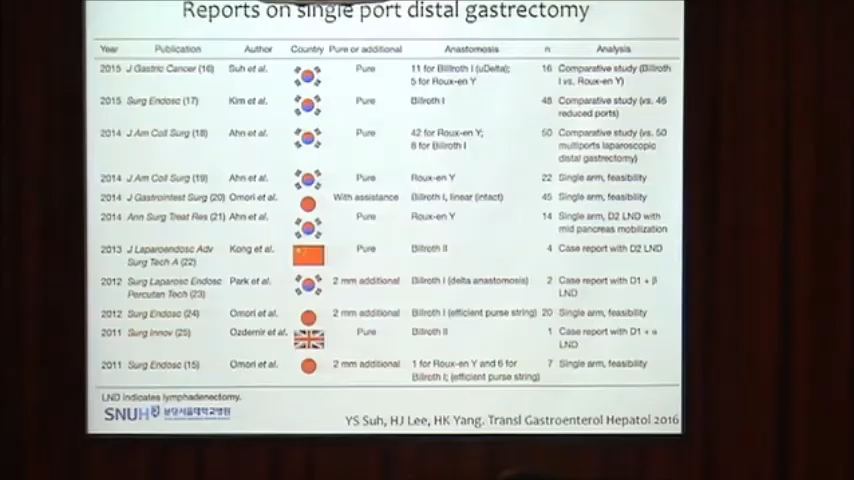 Reports on single port distal gastrectomy
Year Publication Author Country Pure or additional Anastomosis n Analysis
2015 J Gastric Cancer (16) Suh et al. Pure 11 for Billroth I (uDelta); 16 Comparative study (Billroth
5 for Roux-en Y I vs. Roux-en Y)
2015 Surg Endosc (17) Kim et al. Pure Billroth I 48 Comparative study (vs. 46
reduced ports)
2014 J Am Coll Surg (18) Ahn et al. Pure 42 for Roux-en Y; 50 Comparative study (vs. 50
8 for Billroth I multiports laparoscopic
distal gastrectomy)
2014 J Am Coll Surg (19) Ahn et al. Pure Roux-en Y 22 Single arm, feasibility
2014 J Gastrointest Surg (20) Omori et al. With assistance Billroth I, linear (intact) 45 Single arm, feasibility
2014 Ann Surg Treat Res (21) Ahn et al. Pure Roux-en Y 14 Single arm, D2 LND with
mid pancreas mobilization
2013 J Laparoendosc Adv Kong et al. Pure Billroth II 4 Case report with D2 LND
Surg Tech A (22)
2012 Surg Laparosc Endosc Park et al. 2 mm additional Billroth I (delta anastomosis) 2 Case report with D1 + β
Percutan Tech (23) LND
2012 Surg Endosc (24) Omori et al. 2 mm additional Billroth I (efficient purse string) 20 Single arm, feasibility
2011 Surg Innov (25) Ozdemir et al. Pure Billroth II 1 Case report with D1 + α
LND
2011 Surg Endosc (15) Omori et al. 2 mm additional 1 for Roux-en Y and 6 for 7 Single arm, feasibility
Billroth I; (efficient purse string)
LND indicates lymphadenectomy.
SNUH 분당서울대학교병원
YS Suh, HJ Lee, HK Yang. Transl Gastroenterol Hepatol 2016